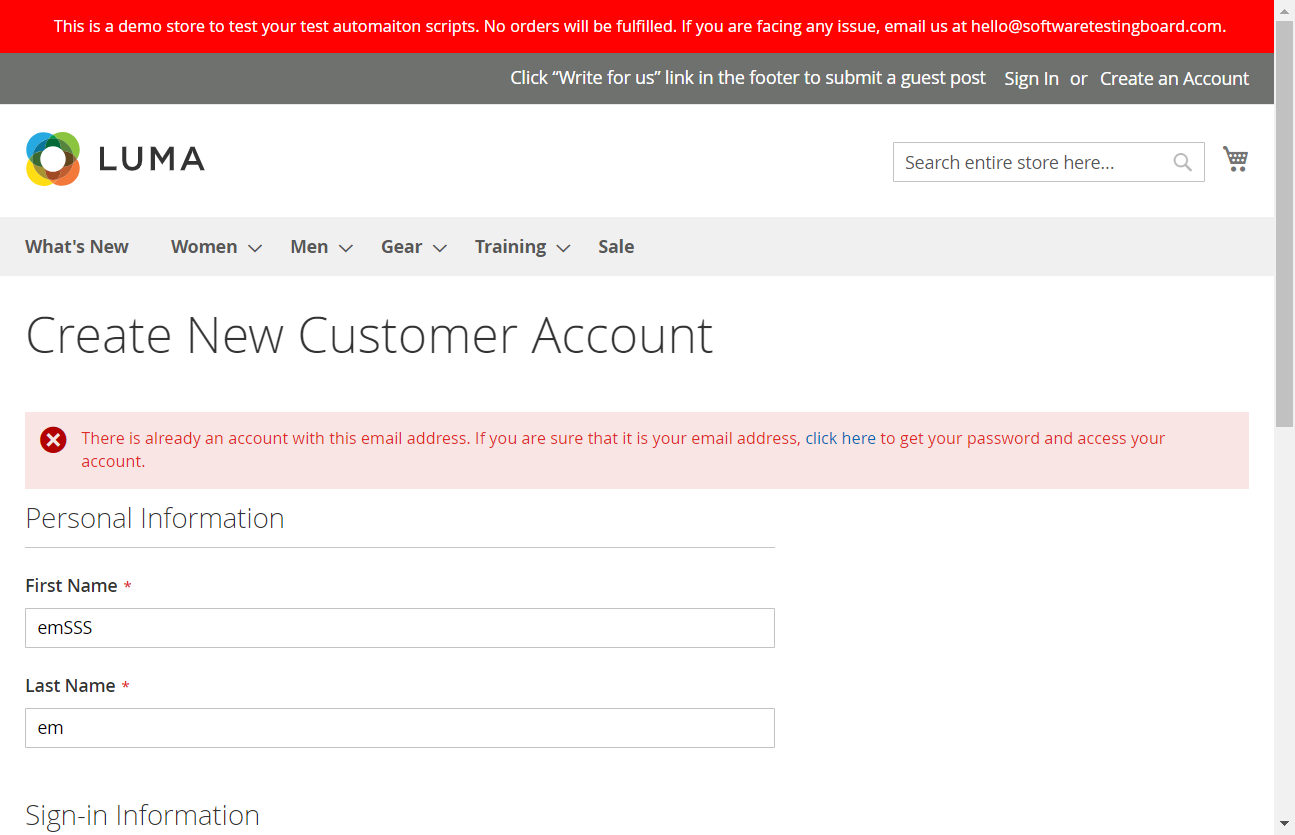 This is a demo store to test your test automaiton scripts. No orders will be fulfilled. If you are facing any issue, email us at hello@softwaretestingboard.com.
Click “Write for us” link in the footer to submit a guest post Sign In or Create an Account
LUMA
Search entire store here...
What's New Women Men Gear Training Sale
Create New Customer Account
There is already an account with this email address. If you are sure that it is your email address, click here to get your password and access your
account.
Personal Information
First Name *
emSSS
Last Name *
em
Sign-in Information